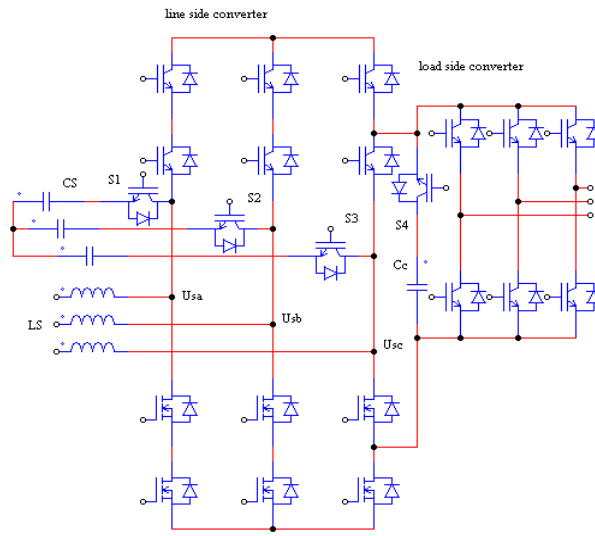 line side converter
load side converter
CS
S1
S2
S3
S4
Cc
Usa
LS
Usb
Usc